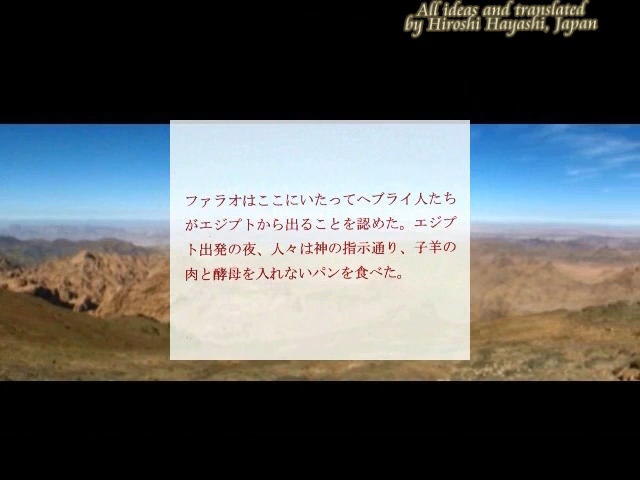 All ideas and translated
by Hiroshi Hayashi, Japan
ファラオはここにいたってヘブライ人たち
がエジプトから出ることを認めた。エジプ
ト出発の夜、人々は神の指示通り、子羊の
肉と酵母を入れないパンを食べた。